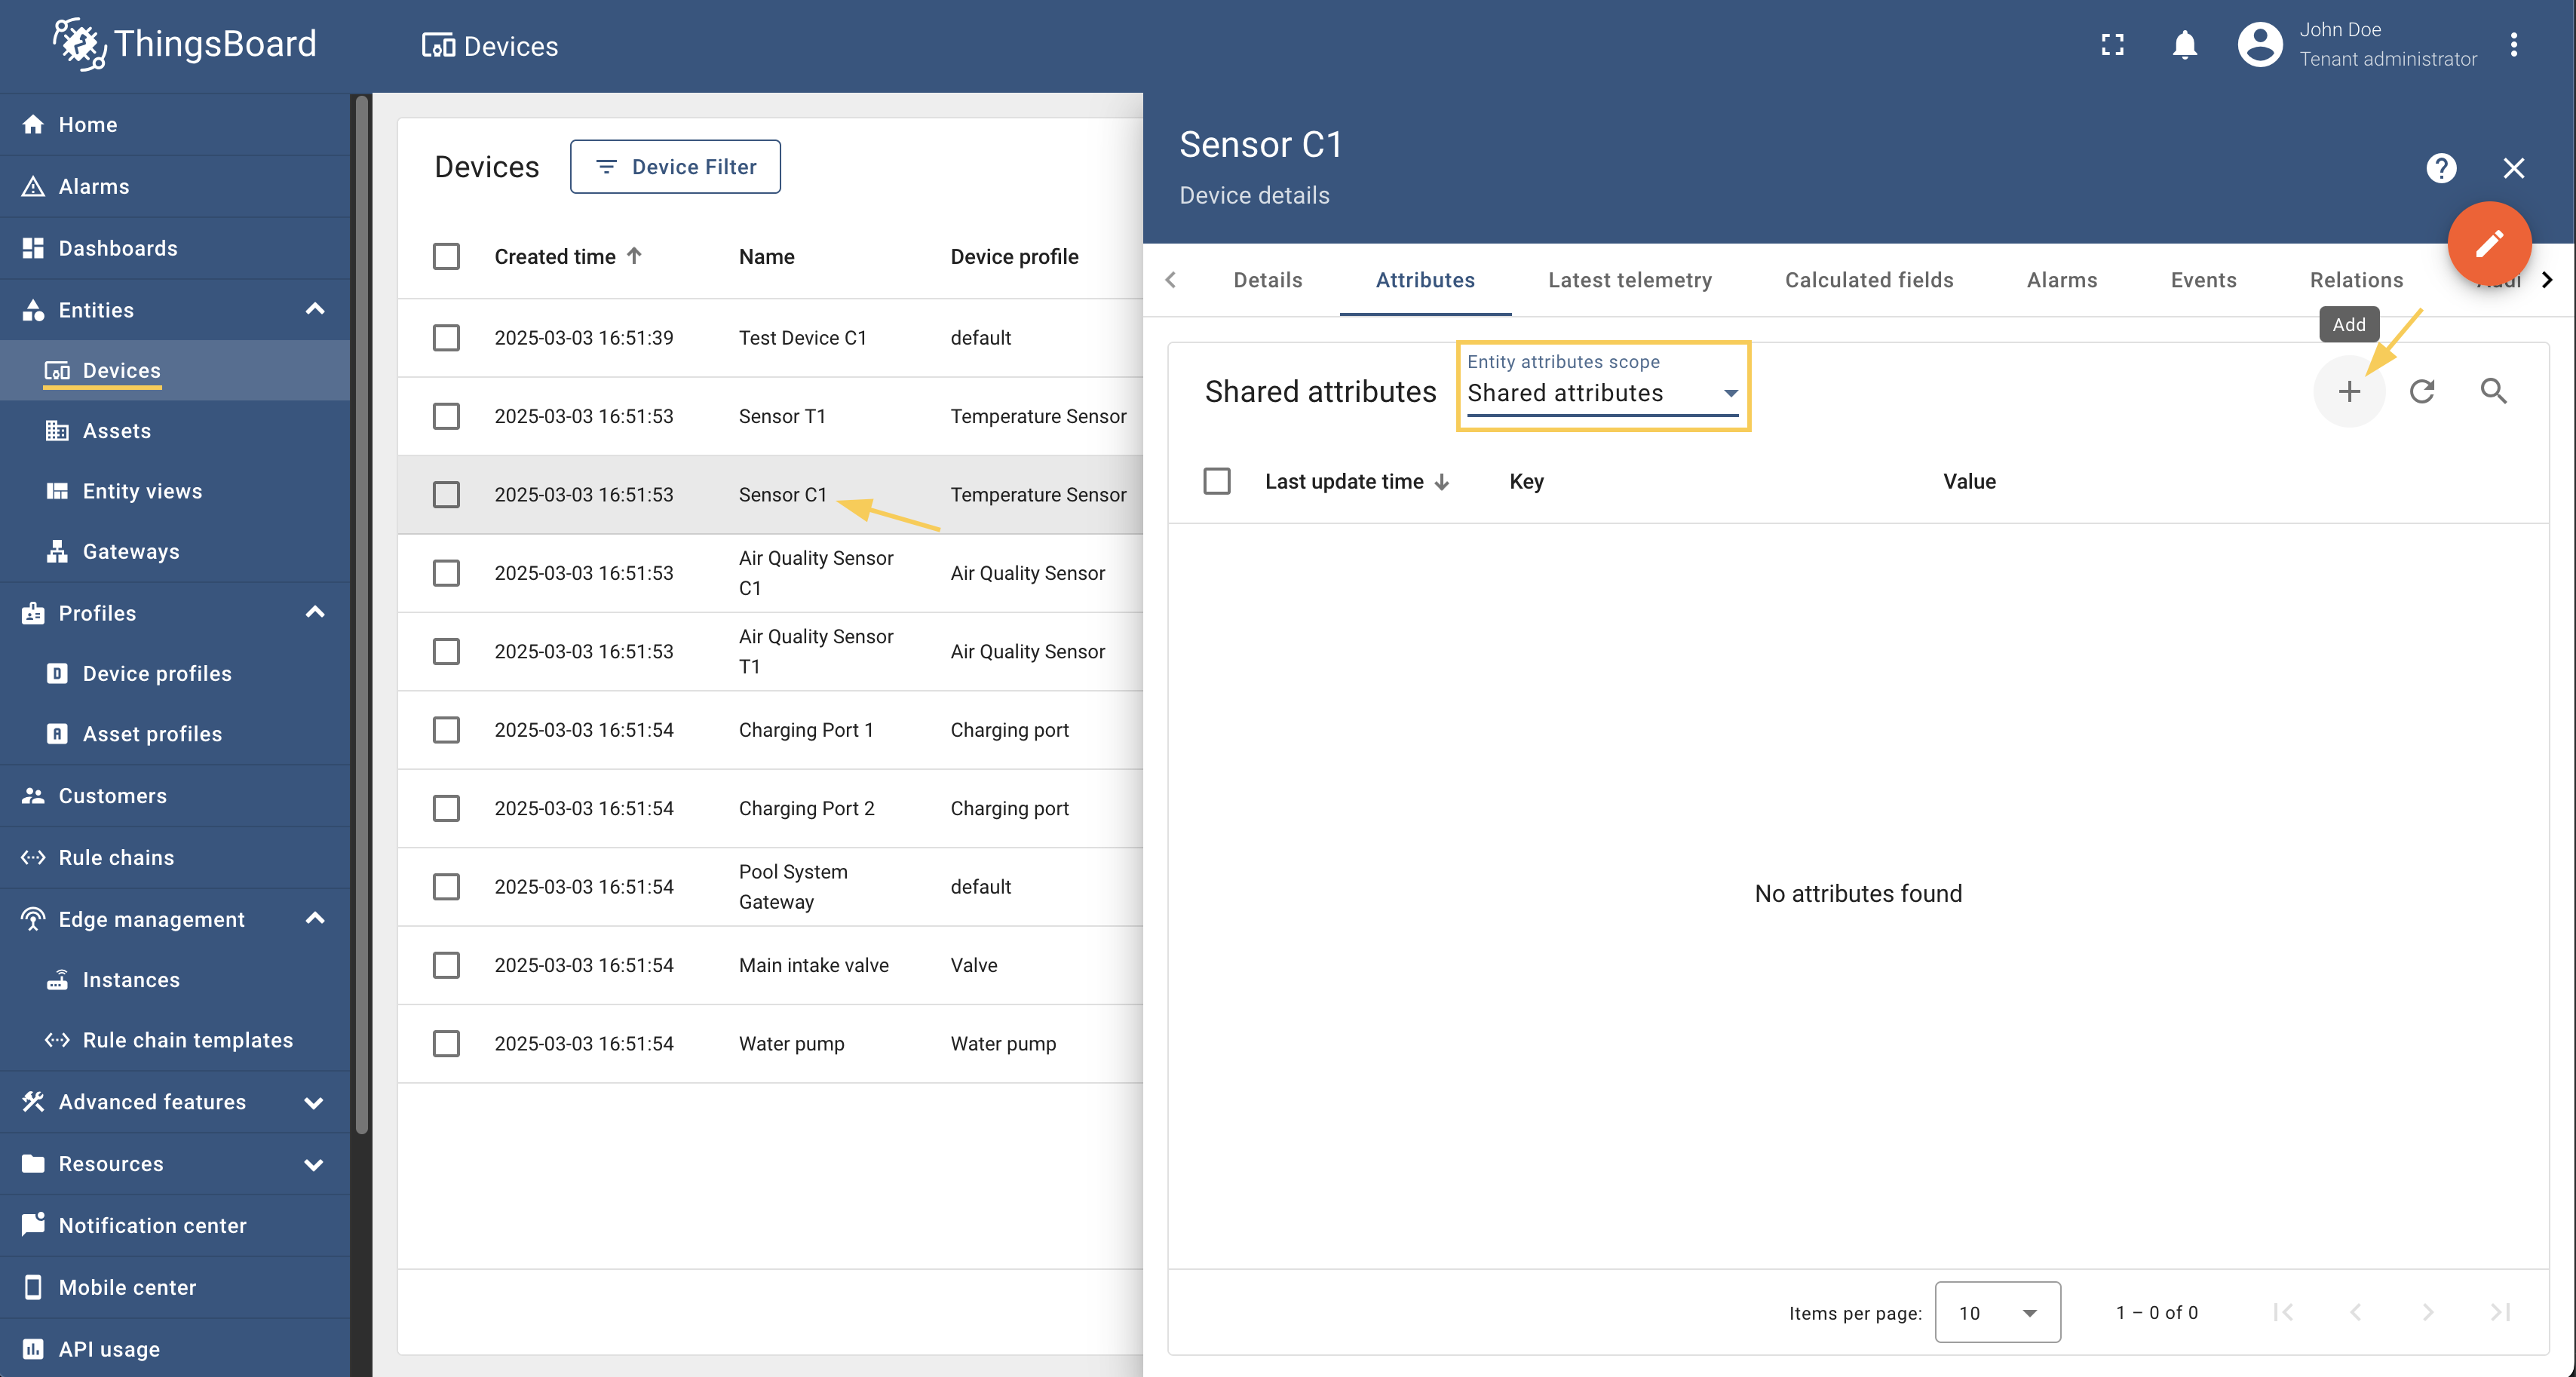 ThingsBoard
Devices
John Doe
Tenant administrator
Home
Alarms
Dashboards
Entities
Devices
Assets
Entity views
Gateways
Profiles
Device profiles
Asset profiles
Customers
Rule chains
Edge management
Instances
Rule chain templates
Advanced features
Resources
Notification center
Mobile center
API usage
Devices
Device Filter
Created time Name Device profile
2025-03-03 16:51:39 Test Device C1 default
2025-03-03 16:51:53 Sensor T1 Temperature Sensor
2025-03-03 16:51:53 Sensor C1 Temperature Sensor
2025-03-03 16:51:53 Air Quality Sensor C1 Air Quality Sensor
2025-03-03 16:51:53 Air Quality Sensor T1 Air Quality Sensor
2025-03-03 16:51:54 Charging Port 1 Charging port
2025-03-03 16:51:54 Charging Port 2 Charging port
2025-03-03 16:51:54 Pool System Gateway default
2025-03-03 16:51:54 Main intake valve Valve
2025-03-03 16:51:54 Water pump Water pump
Sensor C1
Device details
Details Attributes Latest telemetry Calculated fields Alarms Events Relations
Add
Shared attributes
Entity attributes scope
Shared attributes
Last update time Key Value
No attributes found
Items per page: 10 1 – 0 of 0